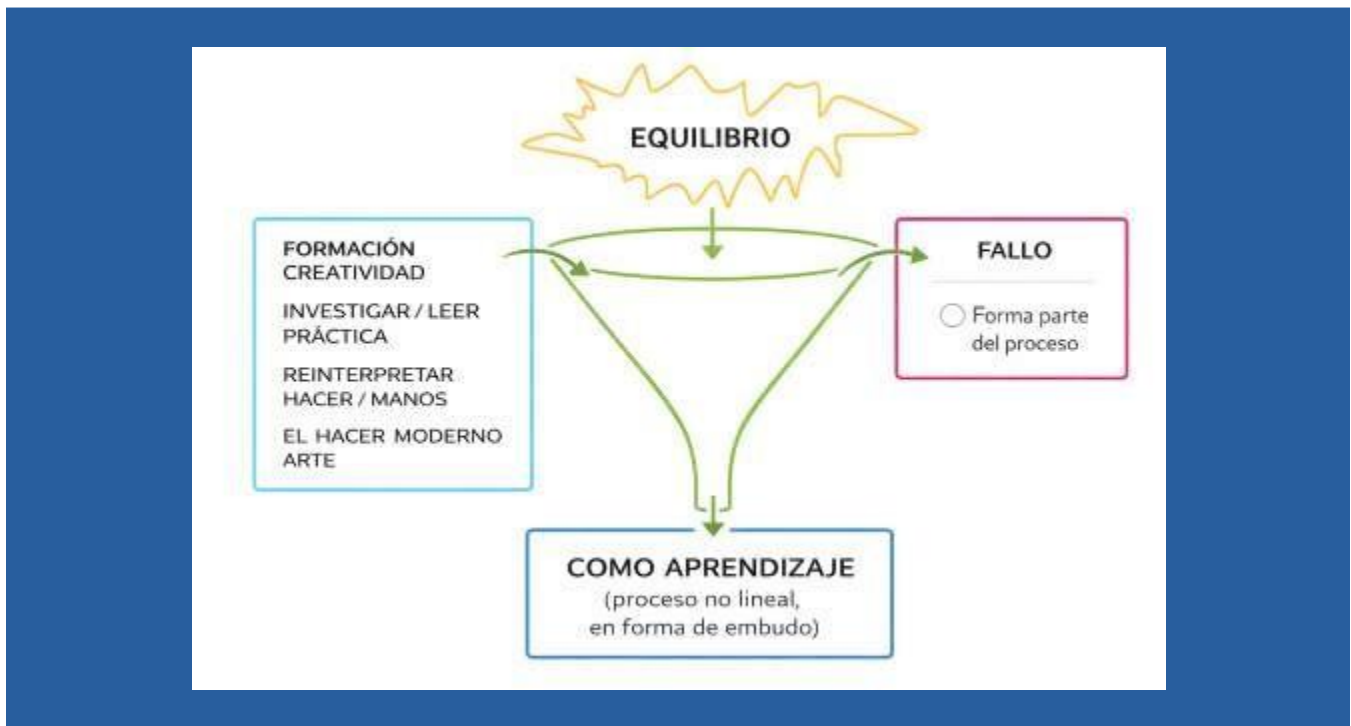 EQUILIBRIO
FORMACIÓN
CREATIVIDAD
INVESTIGAR / LEER
PRÁCTICA
REINTERPRETAR
HACER / MANOS
EL HACER MODERNO
ARTE
FALLO
Forma parte
del proceso
COMO APRENDIZAJE
(proceso no lineal,
en forma de embudo)